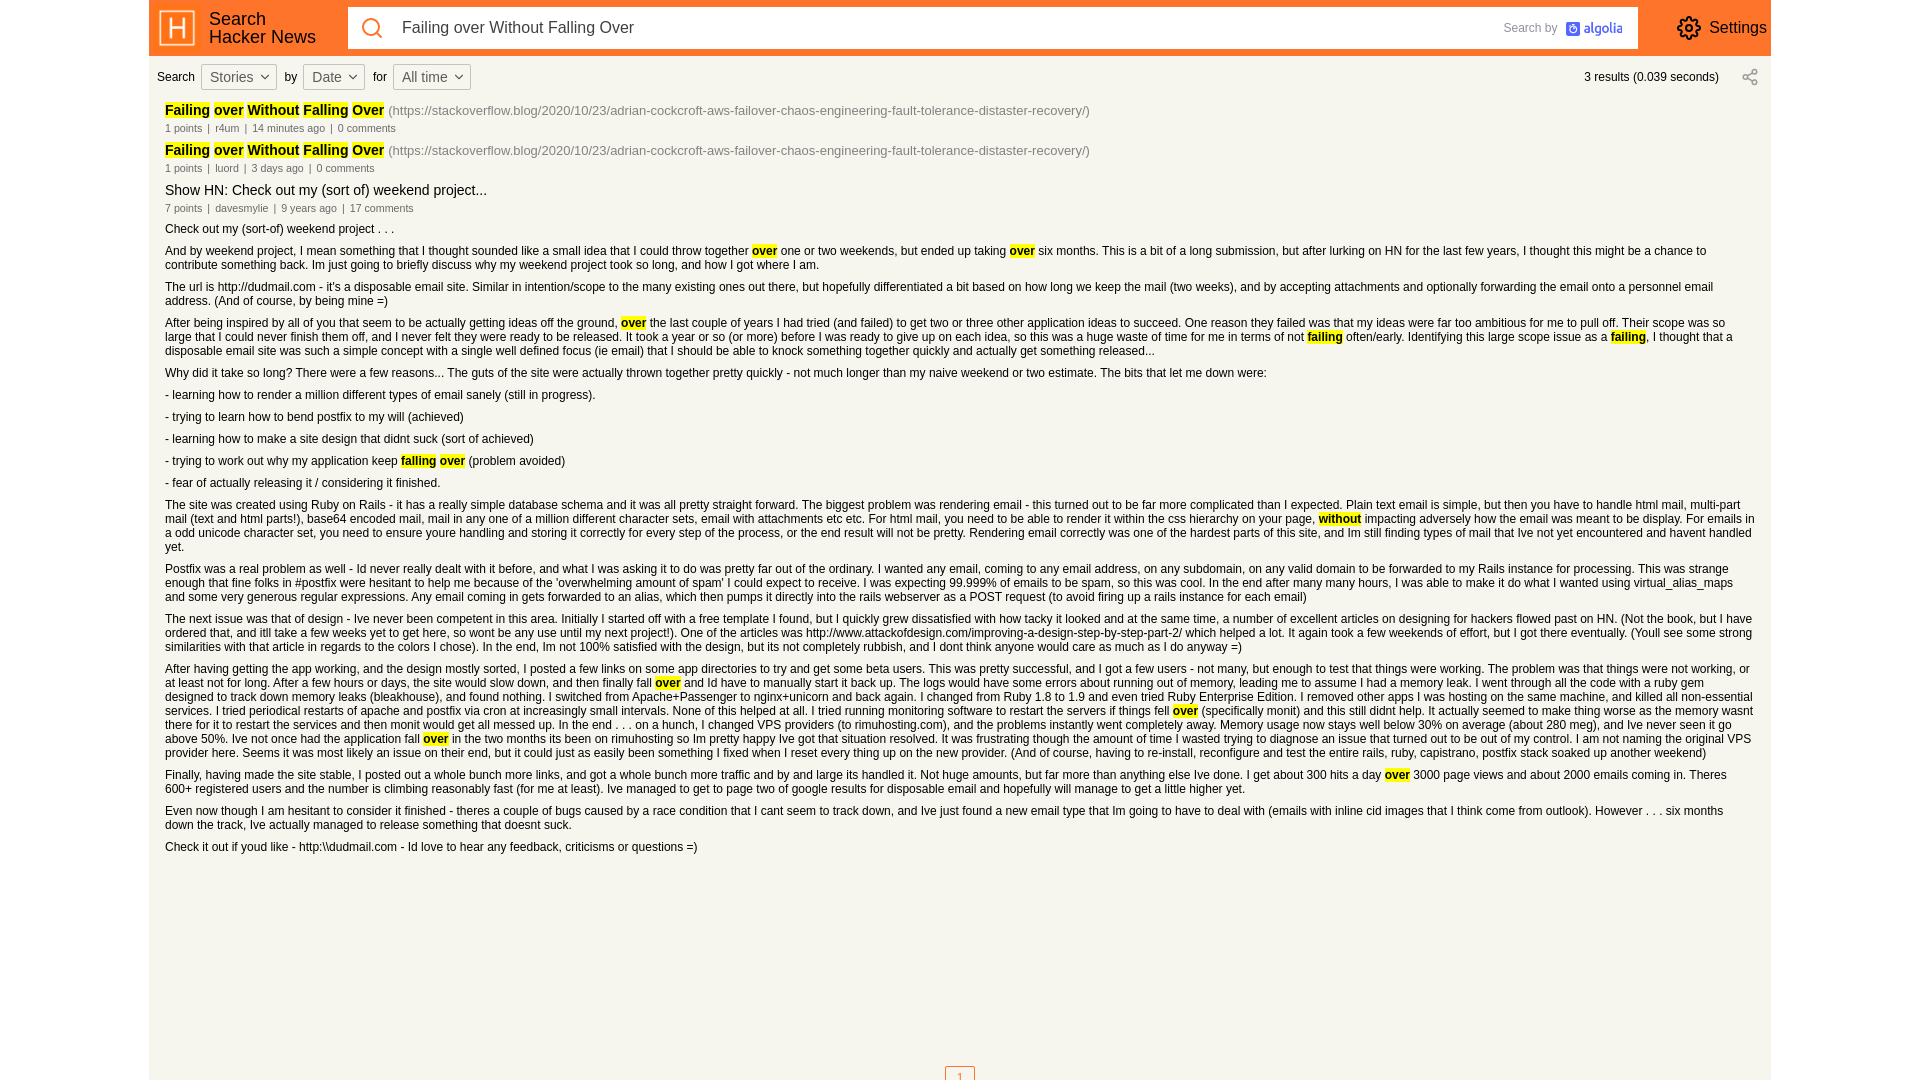 Search
Hacker News
Failing over Without Falling Over
Search by algolia
Settings
Search Stories by Date for All time
3 results (0.039 seconds)
Failing over Without Falling Over (https://stackoverflow.blog/2020/10/23/adrian-cockcroft-aws-failover-chaos-engineering-fault-tolerance-distaster-recovery/)
1 points | r4um | 14 minutes ago | 0 comments
Failing over Without Falling Over (https://stackoverflow.blog/2020/10/23/adrian-cockcroft-aws-failover-chaos-engineering-fault-tolerance-distaster-recovery/)
1 points | luord | 3 days ago | 0 comments
Show HN: Check out my (sort of) weekend project...
7 points | davesmylie | 9 years ago | 17 comments
Check out my (sort-of) weekend project . . .
And by weekend project, I mean something that I thought sounded like a small idea that I could throw together over one or two weekends, but ended up taking over six months. This is a bit of a long submission, but after lurking on HN for the last few years, I thought this might be a chance to
contribute something back. Im just going to briefly discuss why my weekend project took so long, and how I got where I am.
The url is http://dudmail.com - it's a disposable email site. Similar in intention/scope to the many existing ones out there, but hopefully differentiated a bit based on how long we keep the mail (two weeks), and by accepting attachments and optionally forwarding the email onto a personnel email
address. (And of course, by being mine =)
After being inspired by all of you that seem to be actually getting ideas off the ground, over the last couple of years I had tried (and failed) to get two or three other application ideas to succeed. One reason they failed was that my ideas were far too ambitious for me to pull off. Their scope was so
large that I could never finish them off, and I never felt they were ready to be released. It took a year or so (or more) before I was ready to give up on each idea, so this was a huge waste of time for me in terms of not failing often/early. Identifying this large scope issue as a failing, I thought that a
disposable email site was such a simple concept with a single well defined focus (ie email) that I should be able to knock something together quickly and actually get something released...
Why did it take so long? There were a few reasons... The guts of the site were actually thrown together pretty quickly - not much longer than my naive weekend or two estimate. The bits that let me down were:
- learning how to render a million different types of email sanely (still in progress).
- trying to learn how to bend postfix to my will (achieved)
- learning how to make a site design that didnt suck (sort of achieved)
- trying to work out why my application keep falling over (problem avoided)
- fear of actually releasing it / considering it finished.
The site was created using Ruby on Rails - it has a really simple database schema and it was all pretty straight forward. The biggest problem was rendering email - this turned out to be far more complicated than I expected. Plain text email is simple, but then you have to handle html mail, multi-part
mail (text and html parts!), base64 encoded mail, mail in any one of a million different character sets, email with attachments etc etc. For html mail, you need to be able to render it within the css hierarchy on your page, without impacting adversely how the email was meant to be display. For emails in
a odd unicode character set, you need to ensure youre handling and storing it correctly for every step of the process, or the end result will not be pretty. Rendering email correctly was one of the hardest parts of this site, and Im still finding types of mail that Ive not yet encountered and havent handled
yet.
Postfix was a real problem as well - Id never really dealt with it before, and what I was asking it to do was pretty far out of the ordinary. I wanted any email, coming to any email address, on any subdomain, on any valid domain to be forwarded to my Rails instance for processing. This was strange
enough that fine folks in #postfix were hesitant to help me because of the 'overwhelming amount of spam' I could expect to receive. I was expecting 99.999% of emails to be spam, so this was cool. In the end after many many hours, I was able to make it do what I wanted using virtual_alias_maps
and some very generous regular expressions. Any email coming in gets forwarded to an alias, which then pumps it directly into the rails webserver as a POST request (to avoid firing up a rails instance for each email)
The next issue was that of design - Ive never been competent in this area. Initially I started off with a free template I found, but I quickly grew dissatisfied with how tacky it looked and at the same time, a number of excellent articles on designing for hackers flowed past on HN. (Not the book, but I have
ordered that, and itll take a few weeks yet to get here, so wont be any use until my next project!). One of the articles was http://www.attackofdesign.com/improving-a-design-step-by-step-part-2/ which helped a lot. It again took a few weekends of effort, but I got there eventually. (Youll see some strong
similarities with that article in regards to the colors I chose). In the end, Im not 100% satisfied with the design, but its not completely rubbish, and I dont think anyone would care as much as I do anyway =)
After having getting the app working, and the design mostly sorted, I posted a few links on some app directories to try and get some beta users. This was pretty successful, and I got a few users - not many, but enough to test that things were working. The problem was that things were not working, or
at least not for long. After a few hours or days, the site would slow down, and then finally fall over and Id have to manually start it back up. The logs would have some errors about running out of memory, leading me to assume I had a memory leak. I went through all the code with a ruby gem
designed to track down memory leaks (bleakhouse), and found nothing. I switched from Apache+Passenger to nginx+unicorn and back again. I changed from Ruby 1.8 to 1.9 and even tried Ruby Enterprise Edition. I removed other apps I was hosting on the same machine, and killed all non-essential
services. I tried periodical restarts of apache and postfix via cron at increasingly small intervals. None of this helped at all. I tried running monitoring software to restart the servers if things fell over (specifically monit) and this still didnt help. It actually seemed to make thing worse as the memory wasnt
there for it to restart the services and then monit would get all messed up. In the end . . . on a hunch, I changed VPS providers (to rimuhosting.com), and the problems instantly went completely away. Memory usage now stays well below 30% on average (about 280 meg), and Ive never seen it go
above 50%. Ive not once had the application fall over in the two months its been on rimuhosting so Im pretty happy Ive got that situation resolved. It was frustrating though the amount of time I wasted trying to diagnose an issue that turned out to be out of my control. I am not naming the original VPS
provider here. Seems it was most likely an issue on their end, but it could just as easily been something I fixed when I reset every thing up on the new provider. (And of course, having to re-install, reconfigure and test the entire rails, ruby, capistrano, postfix stack soaked up another weekend)
Finally, having made the site stable, I posted out a whole bunch more links, and got a whole bunch more traffic and by and large its handled it. Not huge amounts, but far more than anything else Ive done. I get about 300 hits a day over 3000 page views and about 2000 emails coming in. Theres
600+ registered users and the number is climbing reasonably fast (for me at least). Ive managed to get to page two of google results for disposable email and hopefully will manage to get a little higher yet.
Even now though I am hesitant to consider it finished - theres a couple of bugs caused by a race condition that I cant seem to track down, and Ive just found a new email type that Im going to have to deal with (emails with inline cid images that I think come from outlook). However . . . six months
down the track, Ive actually managed to release something that doesnt suck.
Check it out if youd like - http:\\dudmail.com - Id love to hear any feedback, criticisms or questions =)
1